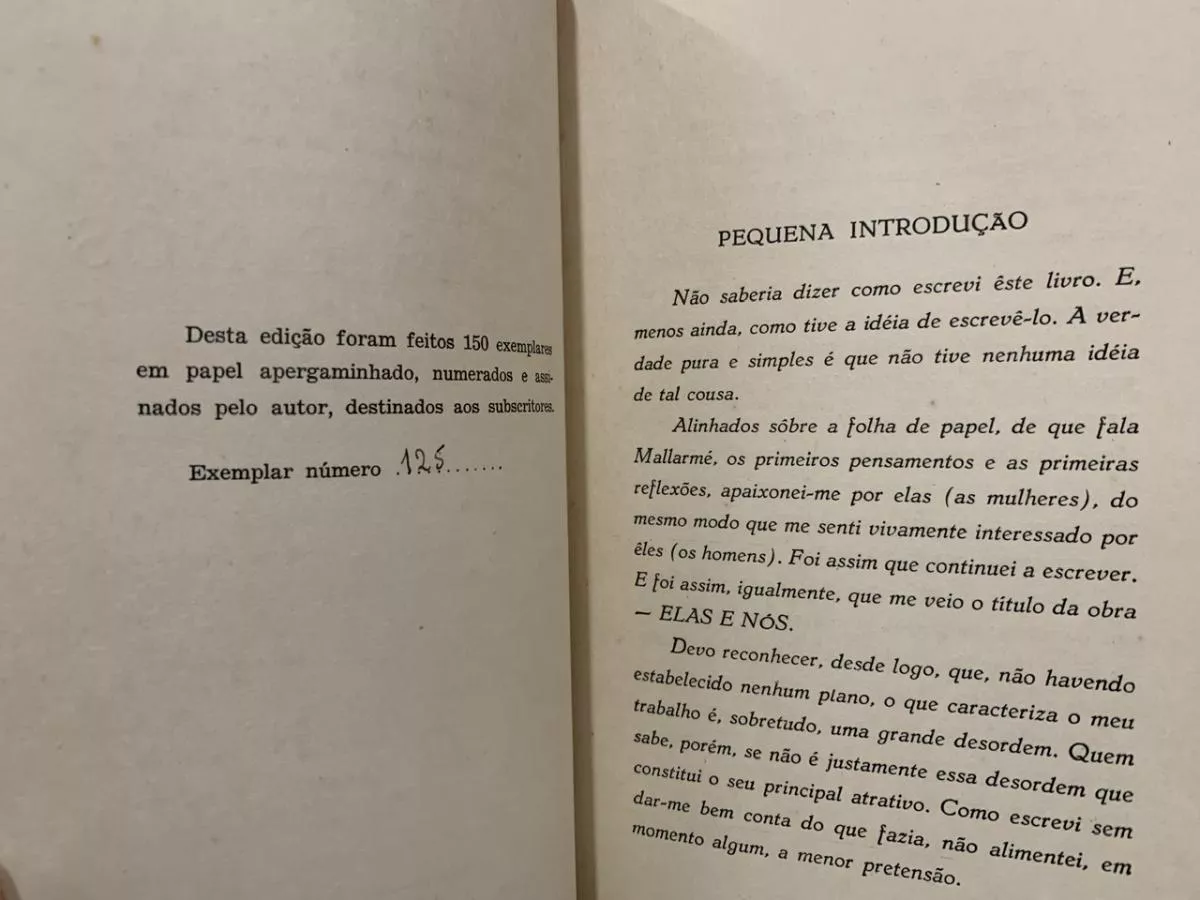 Desta edição foram feitos 150 exemplares
em papel apergaminhado, numerados e assi-
nados pelo autor, destinados aos subscritores.
Exemplar número .125.......
PEQUENA INTRODUÇÃO
Não saberia dizer como escrevi êste livro. E,
menos ainda, como tive a idéia de escrevê-lo. A ver-
dade pura e simples é que não tive nenhuma idéia
de tal cousa.
Alinhados sôbre a folha de papel, de que fala
Mallarmé, os primeiros pensamentos e as primeiras
reflexões, apaixonei-me por elas (as mulheres), do
mesmo modo que me senti vivamente interessado por
êles (os homens). Foi assim que continuei a escrever.
E foi assim, igualmente, que me veio o título da obra
— ELAS E NÓS.
Devo reconhecer, desde logo, que, não havendo
estabelecido nenhum plano, o que caracteriza o meu
trabalho é, sobretudo, uma grande desordem. Quem
sabe, porém, se não é justamente essa desordem que
constitui o seu principal atrativo. Como escrevi sem
dar-me bem conta do que fazia, não alimentei, em
momento algum, a menor pretensão.